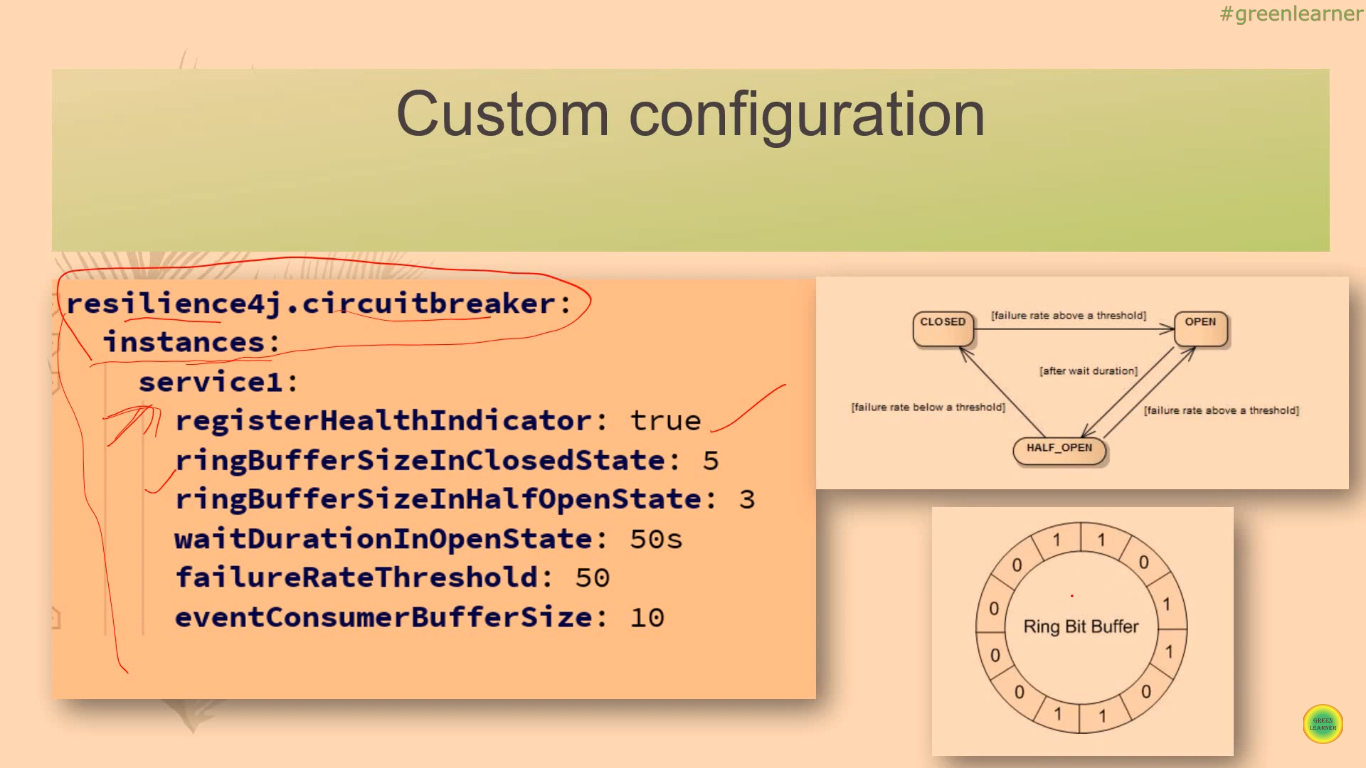 #greenlearner
Custom configuration
resilience4j.circuitbreaker:
instances:
service1:
registerHealthIndicator: true
ringBufferSizeInClosedState: 5
ringBufferSizeInHalfOpenState: 3
waitDurationInOpenState: 50s
failureRateThreshold: 50
eventConsumerBufferSize: 10
CLOSED
[failure rate above a threshold]
OPEN
[after wait duration]
[failure rate below a threshold]
[failure rate above a threshold]
HALF_OPEN
1 1
0 0
0 1
Ring Bit Buffer
0 1
0 0
1 1
GREEN
LEARNER